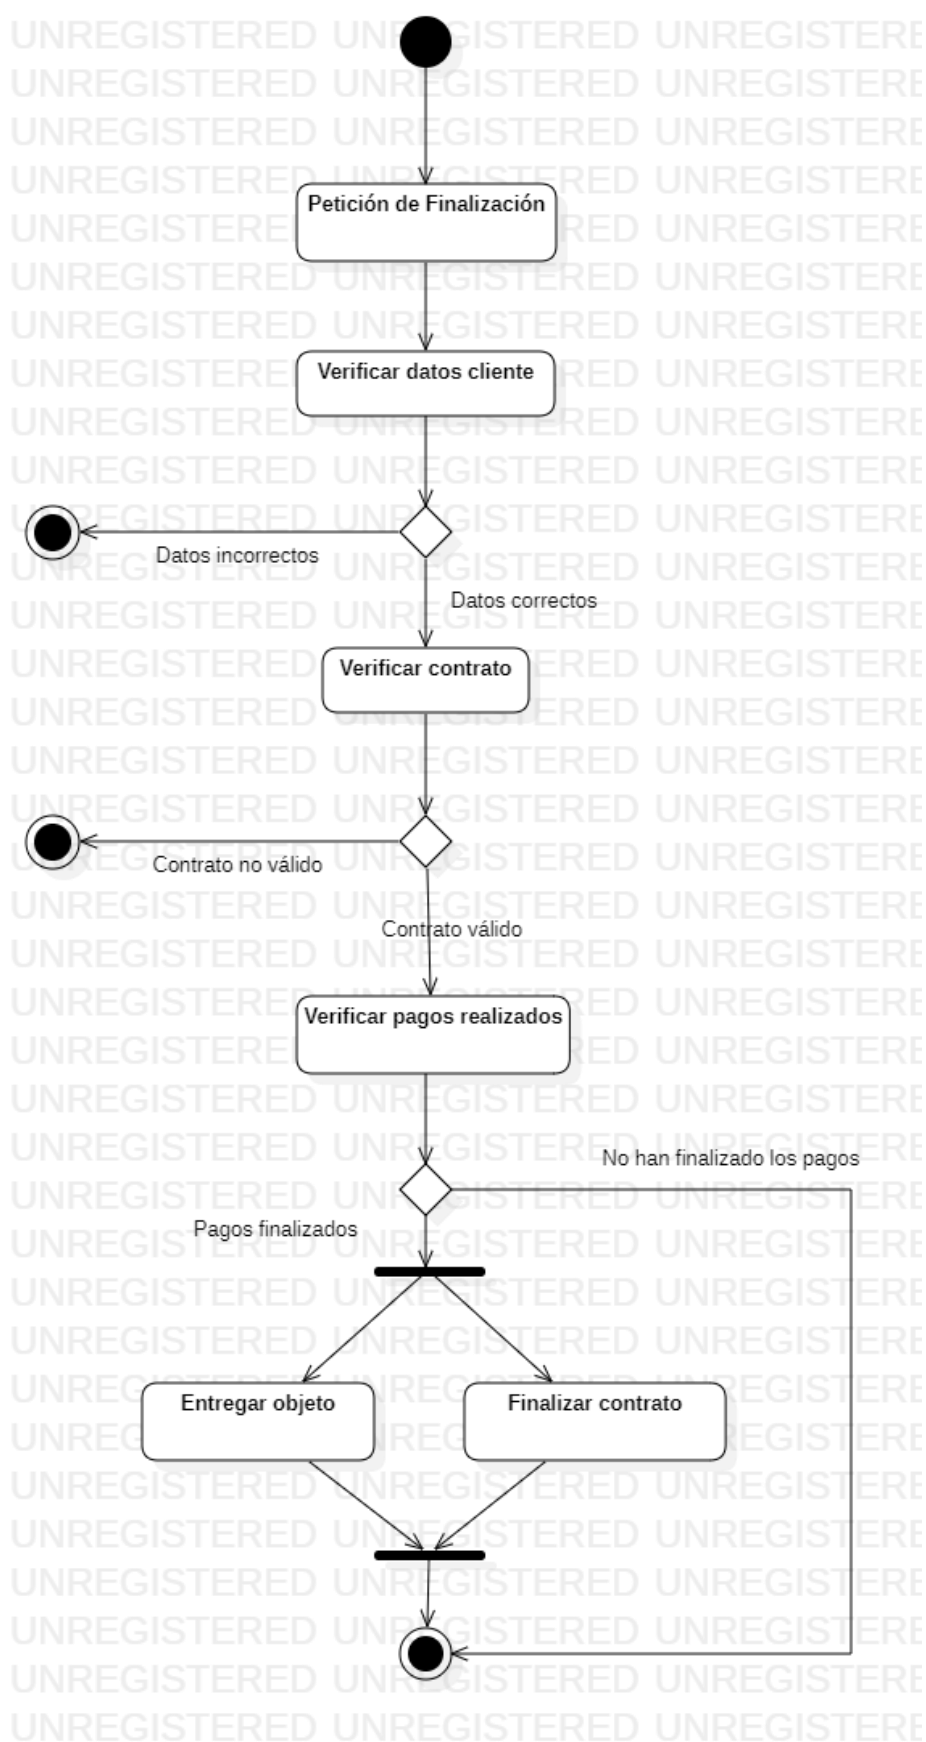 Petición de Finalización
Verificar datos cliente
Datos incorrectos
Datos correctos
Verificar contrato
Contrato no válido
Contrato válido
Verificar pagos realizados
No han finalizado los pagos
Pagos finalizados
Entregar objeto
Finalizar contrato
UNREGISTERED